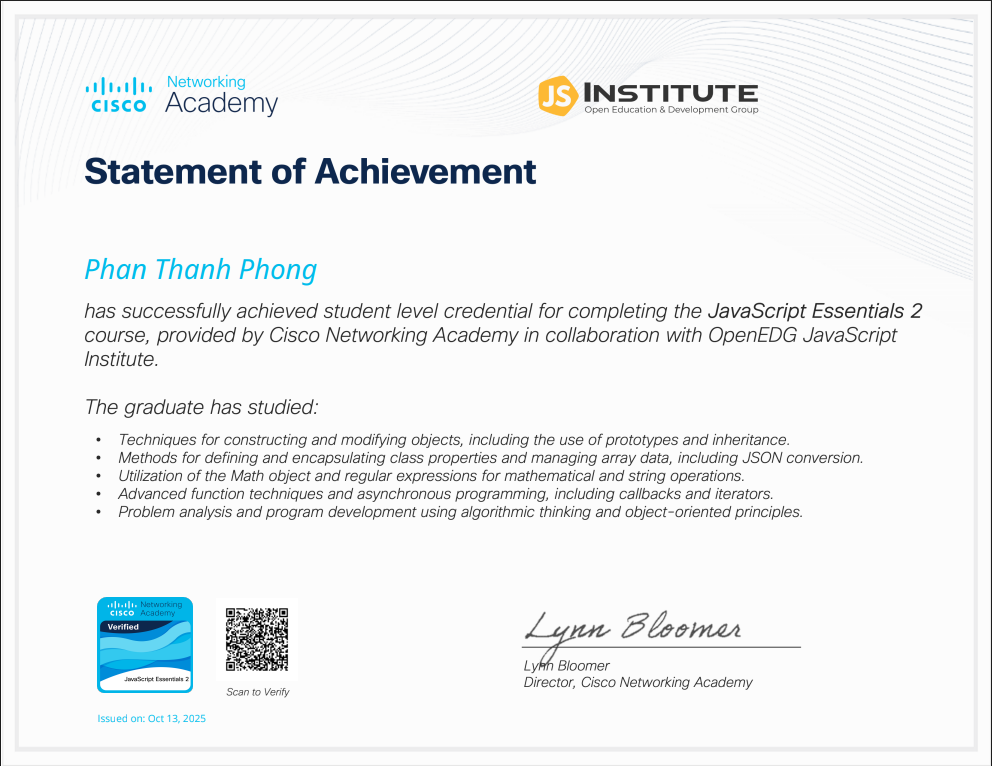 Networking
Academy
CISCO
JS INSTITUTE
Open Education & Development Group
Statement of Achievement
Phan Thanh Phong
has successfully achieved student level credential for completing the JavaScript Essentials 2
course, provided by Cisco Networking Academy in collaboration with OpenEDG JavaScript
Institute.
The graduate has studied:
• Techniques for constructing and modifying objects, including the use of prototypes and inheritance.
• Methods for defining and encapsulating class properties and managing array data, including JSON conversion.
• Utilization of the Math object and regular expressions for mathematical and string operations.
• Advanced function techniques and asynchronous programming, including callbacks and iterators.
• Problem analysis and program development using algorithmic thinking and object-oriented principles.
Networking
CISCO Academy
Verified
JavaScript Essentials 2
Scan to Verify
Issued on: Oct 13, 2025
Lynn Bloomer
Lynn Bloomer
Director, Cisco Networking Academy